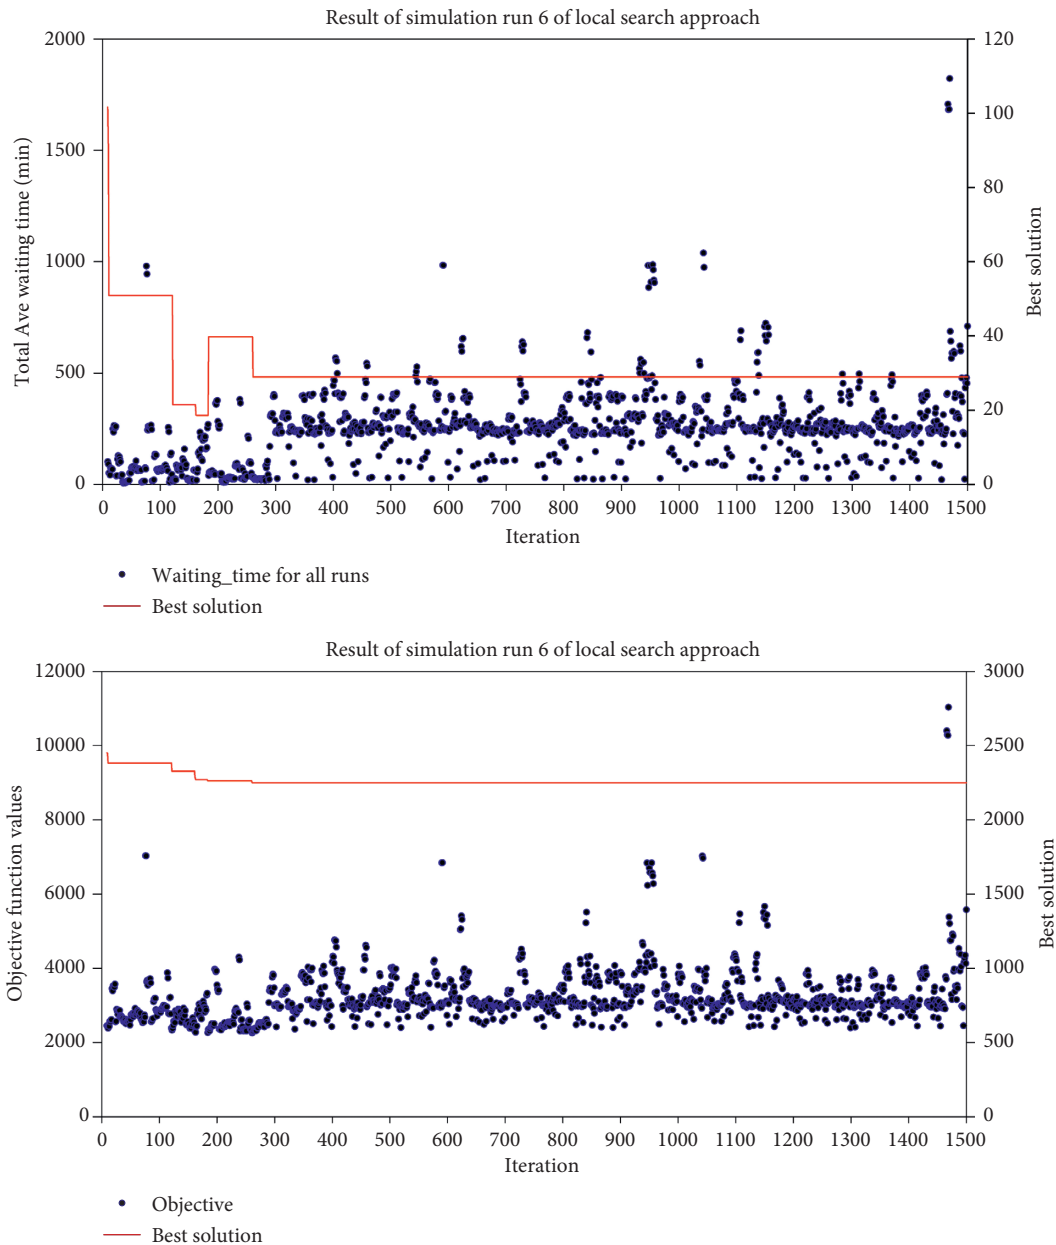 Result of simulation run 6 of local search approach
2000
1500
1000
500
0
Total Ave waiting time (min)
120
100
80
60
40
20
0
Best solution
0 100 200 300 400 500 600 700 800 900 1000 1100 1200 1300 1400 1500
Iteration
Waiting_time for all runs
Best solution
Result of simulation run 6 of local search approach
12000
10000
8000
6000
4000
2000
0
Objective function values
3000
2500
2000
1500
1000
500
0
Best solution
0 100 200 300 400 500 600 700 800 900 1000 1100 1200 1300 1400 1500
Iteration
Objective
Best solution